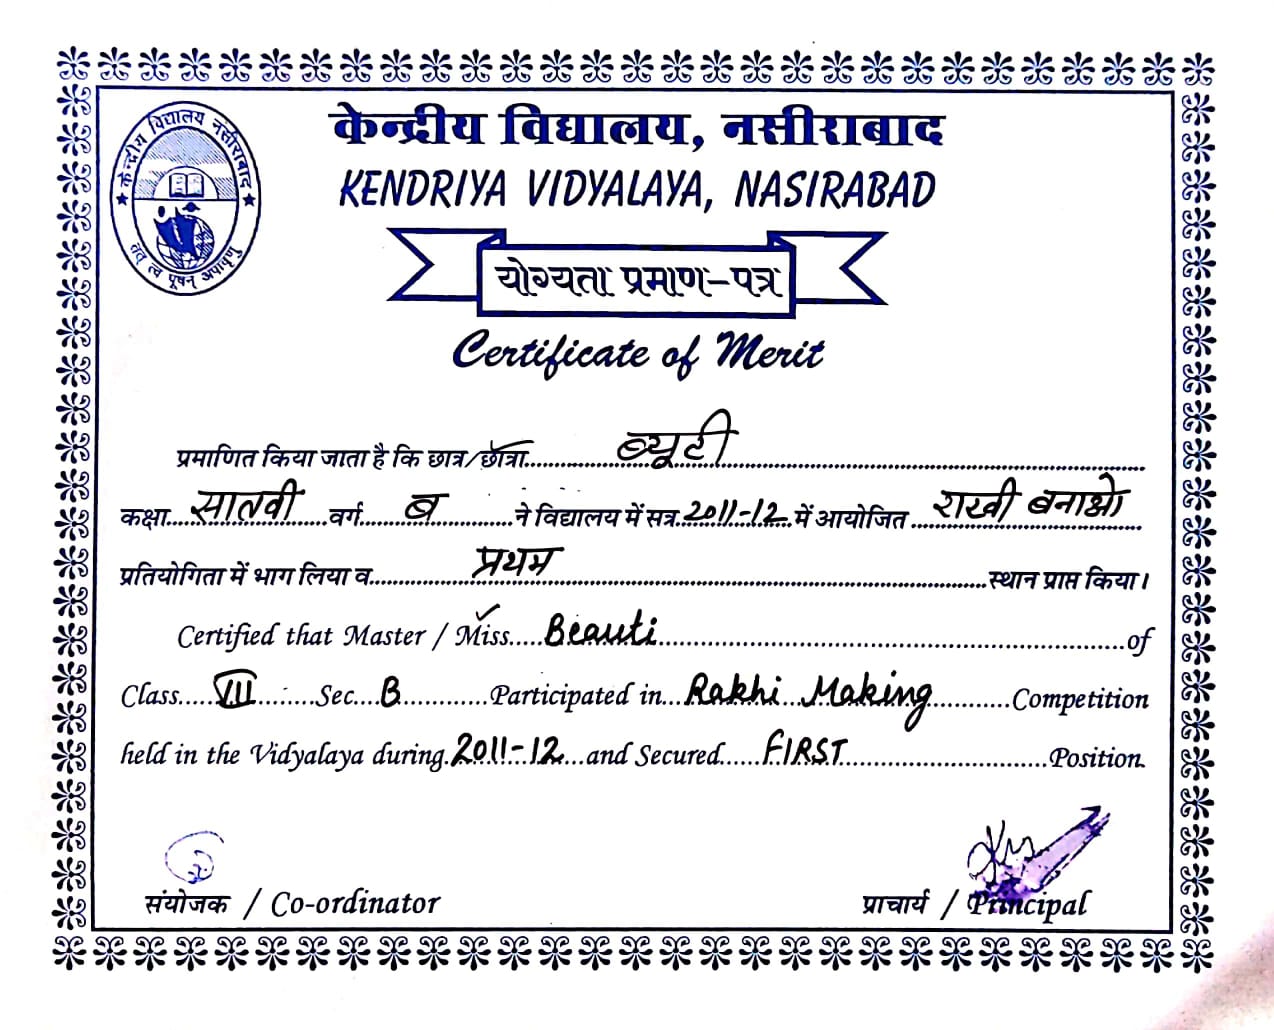 केन्द्रीय विद्यालय नसीराबाद
तत् त्वं पूषन् अपावृणु
केन्द्रीय विद्यालय, नसीराबाद
KENDRIYA VIDYALAYA, NASIRABAD
योग्यता प्रमाण-पत्र
Certificate of Merit
प्रमाणित किया जाता है कि छात्र/छात्रा ब्यूटी
कक्षा सातवी वर्ग ब ने विद्यालय में सत्र 2011-12 में आयोजित राखी बनाओ
प्रतियोगिता में भाग लिया व प्रथम स्थान प्राप्त किया।
Certified that Master / Miss Beauti of
Class VII Sec B Participated in Rakhi Making Competition
held in the Vidyalaya during 2011-12 and Secured FIRST Position
संयोजक / Co-ordinator प्राचार्य / Principal